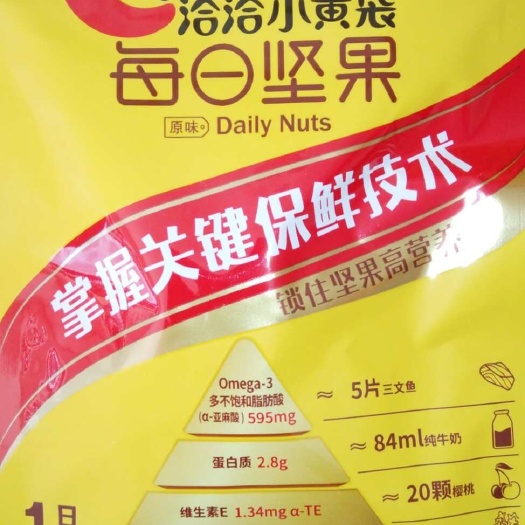 洽洽小黄袋
每日坚果
原味 Daily Nuts
掌握关键保鲜技术
锁住坚果高营养
Omega-3
多不饱和脂肪酸
(α-亚麻酸) 595mg
≈ 5片三文鱼
蛋白质 2.8g
≈ 84ml纯牛奶
维生素E 1.34mg α-TE
≈ 20颗樱桃
1日